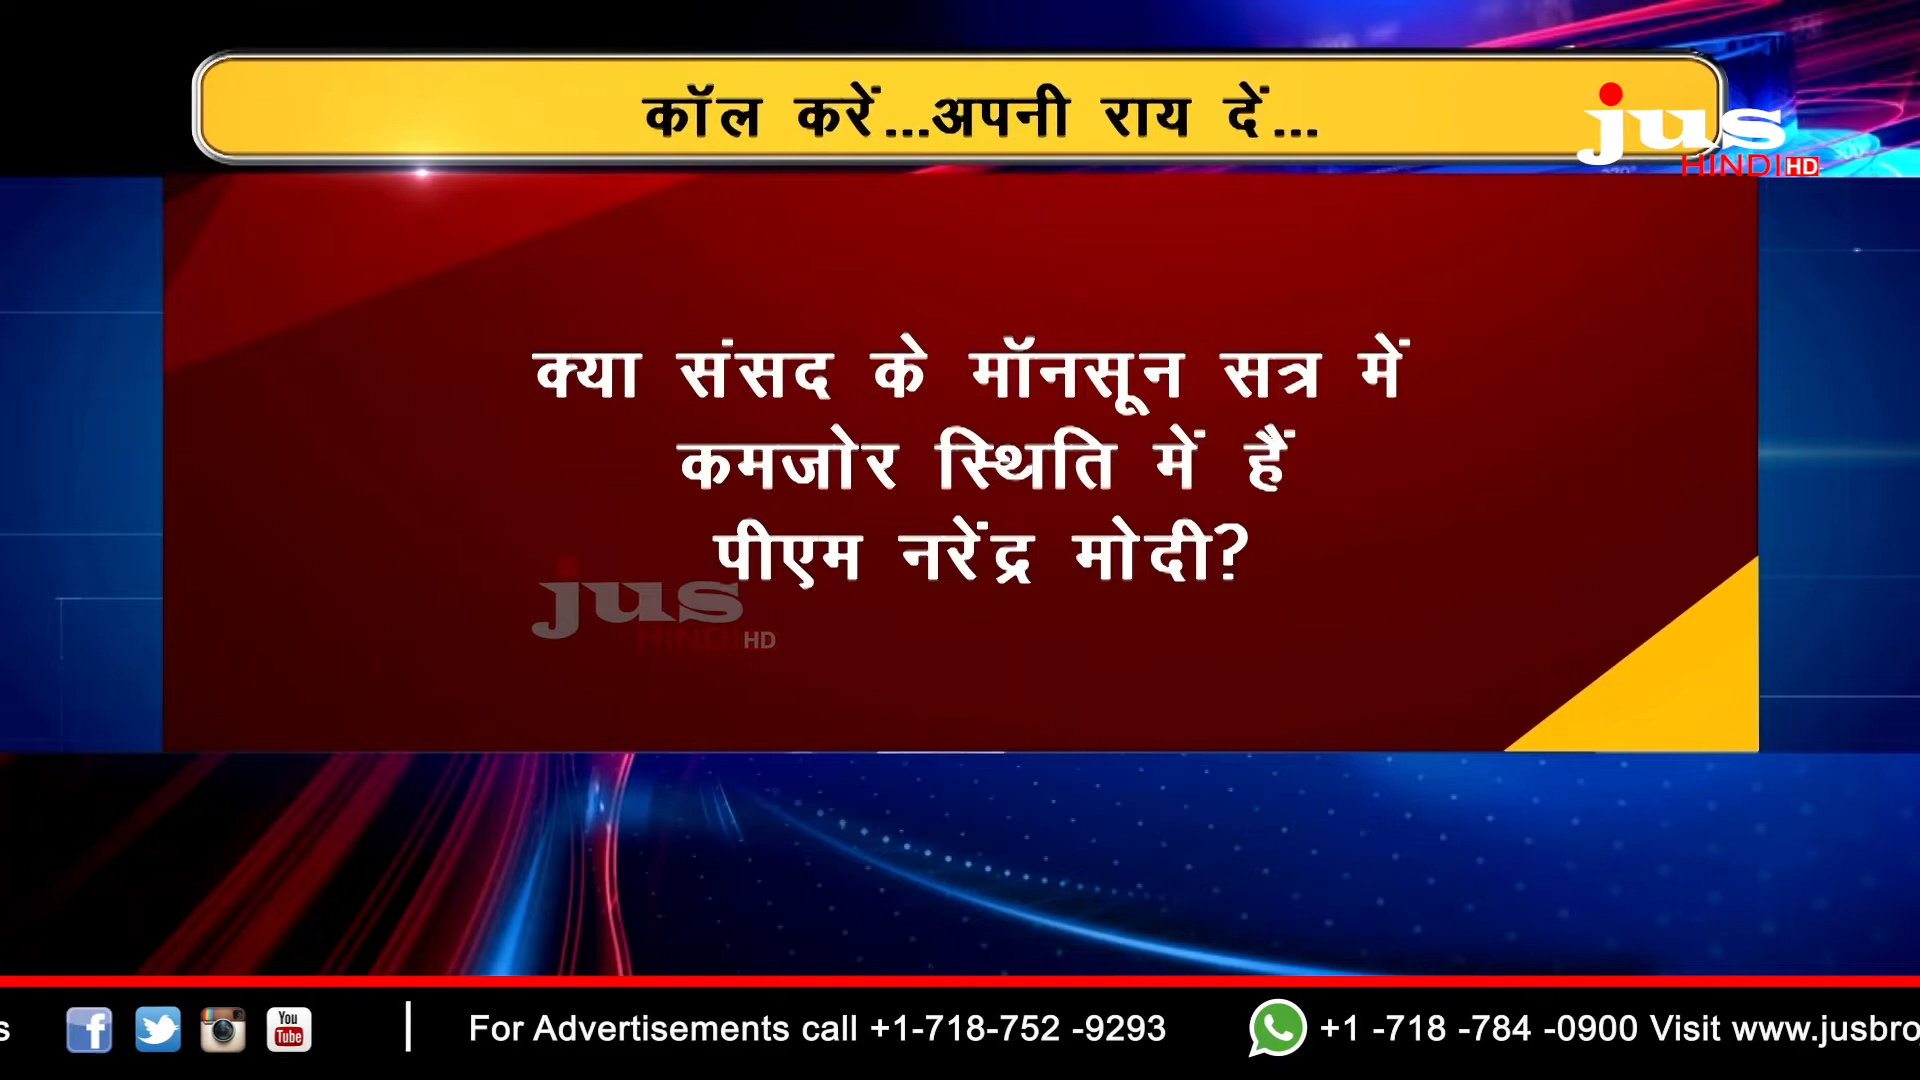 कॉल करें...अपनी राय दें...
jus
HINDI HD
क्या संसद के मॉनसून सत्र में
कमजोर स्थिति में हैं
पीएम नरेंद्र मोदी?
jus
HINDI HD
s
You
Tube
For Advertisements call +1-718-752 -9293
+1 -718 -784 -0900 Visit www.jusbro